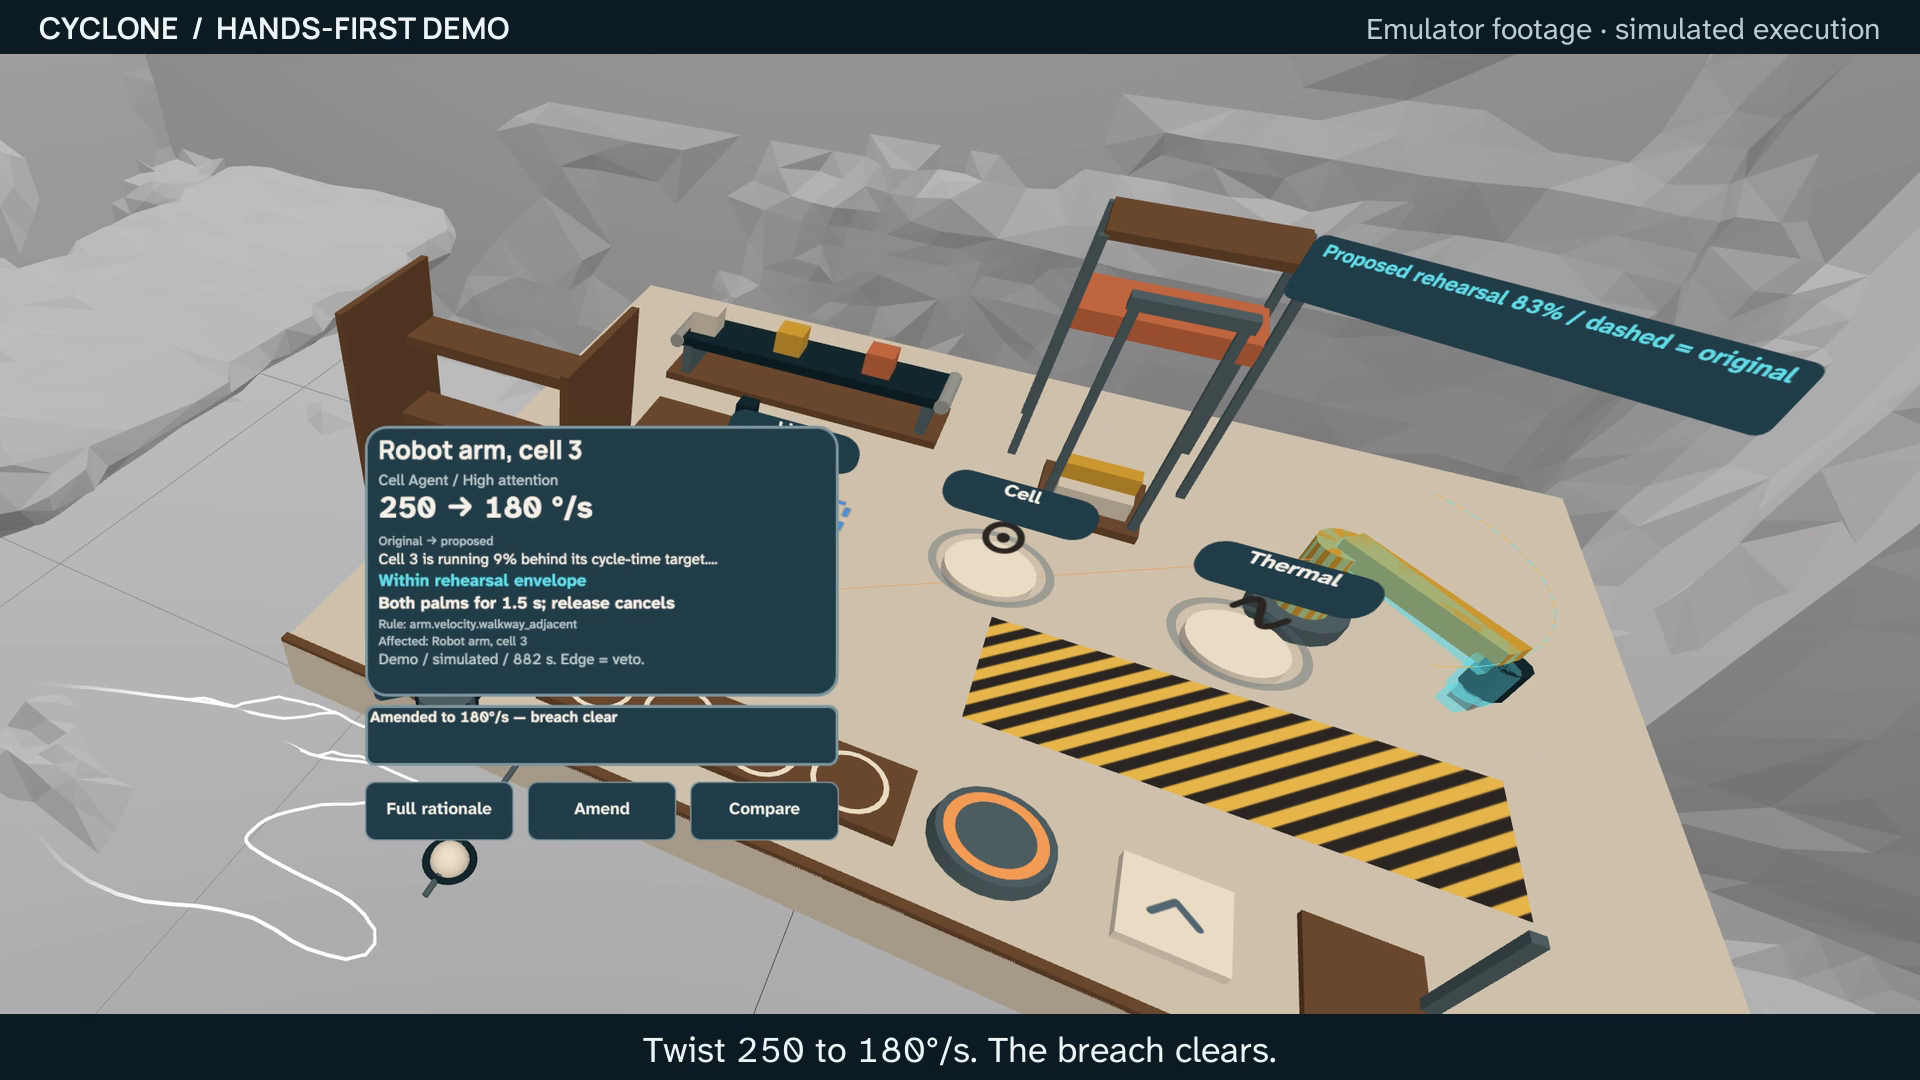 CYCLONE / HANDS-FIRST DEMO
Emulator footage · simulated execution
Proposed rehearsal 83% / dashed = original
Robot arm, cell 3
Cell Agent / High attention
250 → 180 °/s
Original → proposed
Cell 3 is running 9% behind its cycle-time target....
Within rehearsal envelope
Both palms for 1.5 s; release cancels
Rule: arm.velocity.walkway_adjacent
Affected: Robot arm, cell 3
Demo / simulated / 882 s. Edge = veto.
Cell
Thermal
Amended to 180°/s — breach clear
Full rationale
Amend
Compare
Twist 250 to 180°/s. The breach clears.